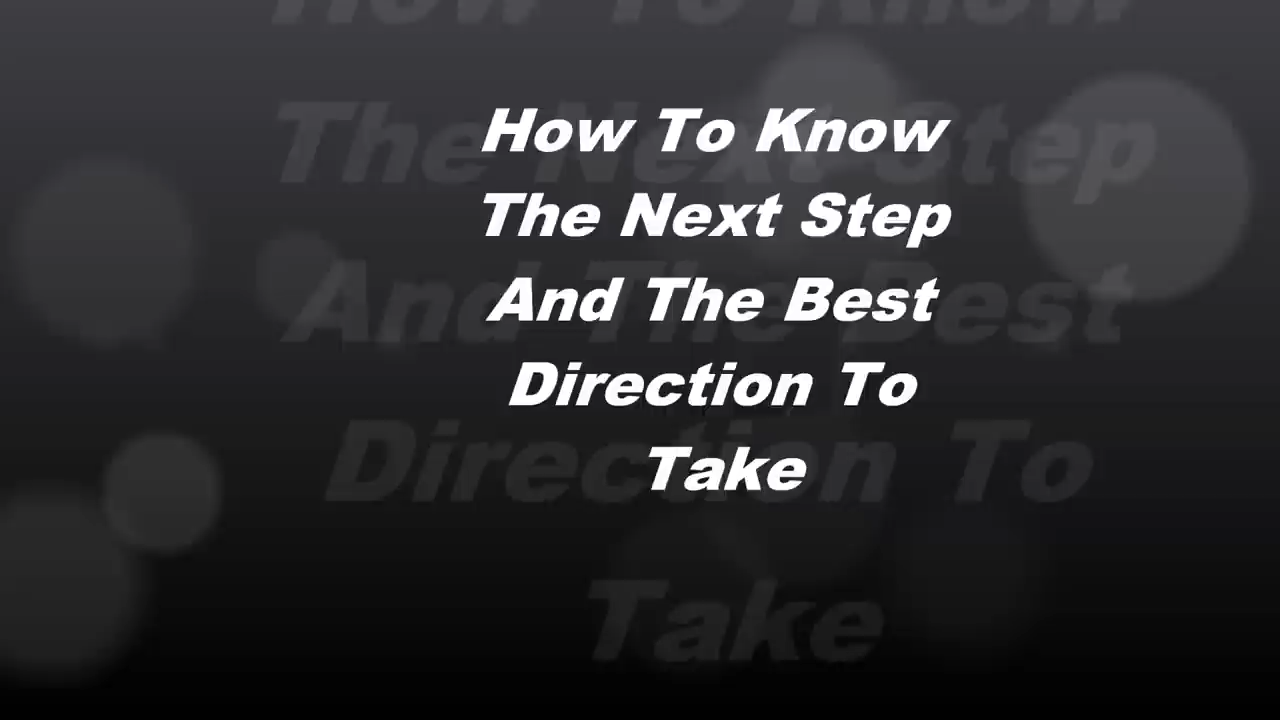 How To Know
The Next Step
And The Best
Direction To
Take